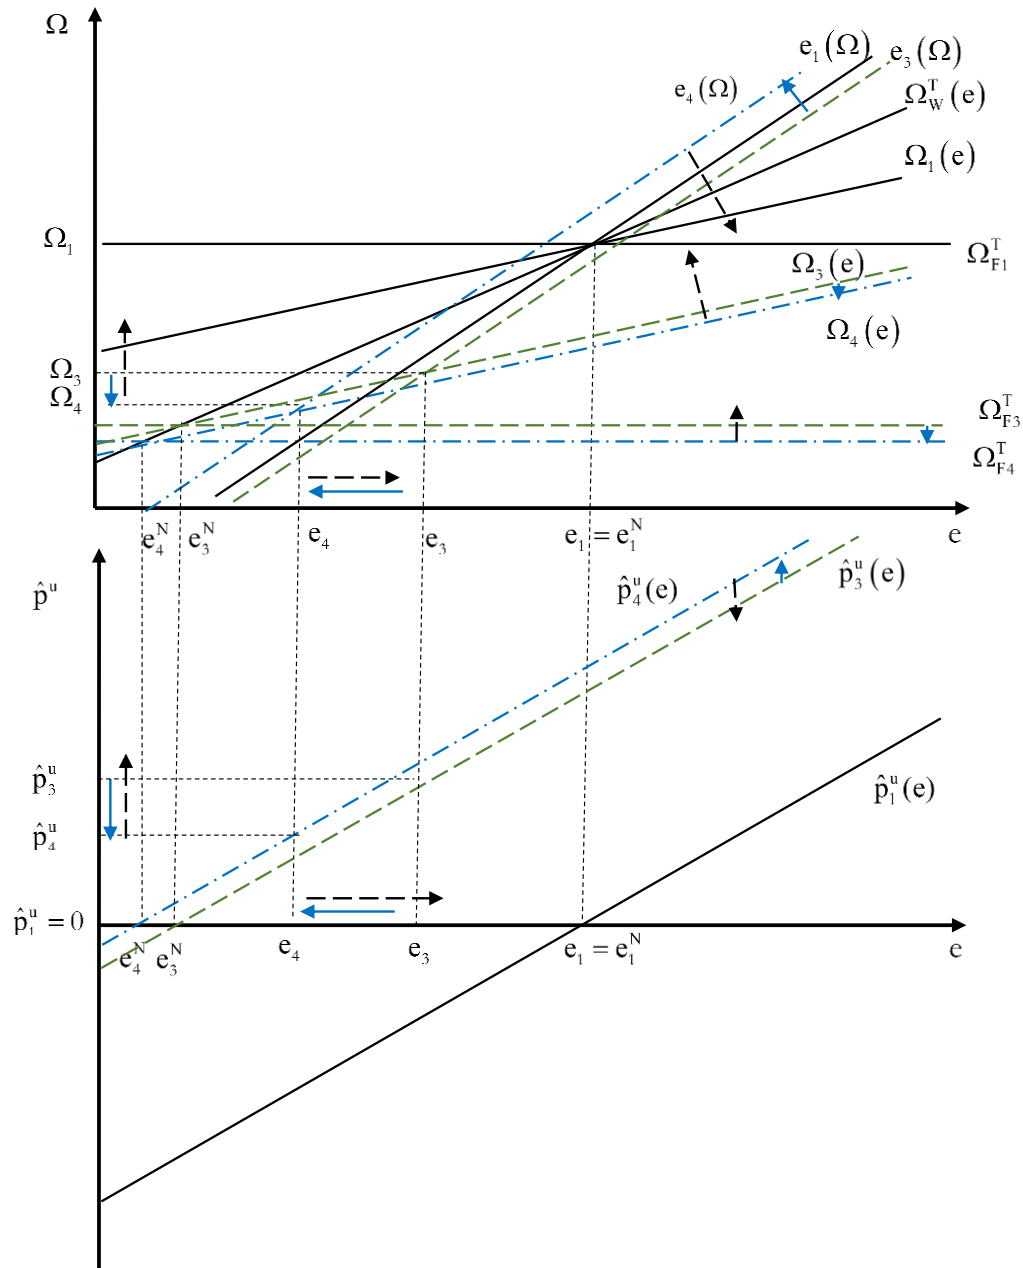 Ω
e₁(Ω)
e₃(Ω)
e₄(Ω)
Ω_W^T(e)
Ω₁(e)
Ω₁
Ω_F1^T
Ω₃(e)
Ω₄(e)
Ω₃
Ω₄
Ω_F3^T
Ω_F4^T
e₄^N e₃^N e₄ e₃ e₁ = e₁^N e
p̂^u
p̂₄^u(e)
p̂₃^u(e)
p̂₃^u
p̂₁^u(e)
p̂₄^u
p̂₁^u = 0
e₄^N e₃^N e₄ e₃ e₁ = e₁^N e